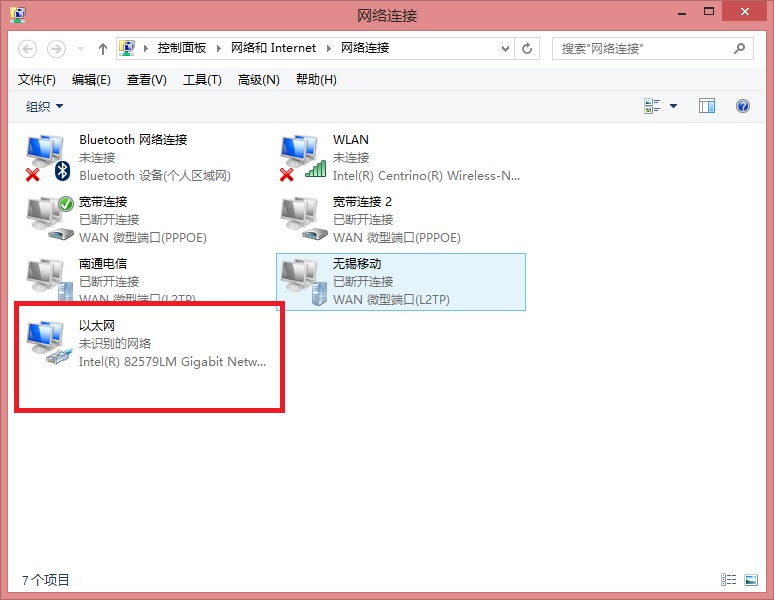 网络连接
控制面板 网络和 Internet 网络连接
搜索"网络连接"
文件(F) 编辑(E) 查看(V) 工具(T) 高级(N) 帮助(H)
组织
Bluetooth 网络连接
未连接
Bluetooth 设备(个人区域网)
WLAN
未连接
Intel(R) Centrino(R) Wireless-N...
宽带连接
已断开连接
WAN 微型端口(PPPOE)
宽带连接 2
已断开连接
WAN 微型端口(PPPOE)
南通电信
已断开连接
WAN 微型端口(L2TP)
无锡移动
已断开连接
WAN 微型端口(L2TP)
以太网
未识别的网络
Intel(R) 82579LM Gigabit Netw...
7 个项目